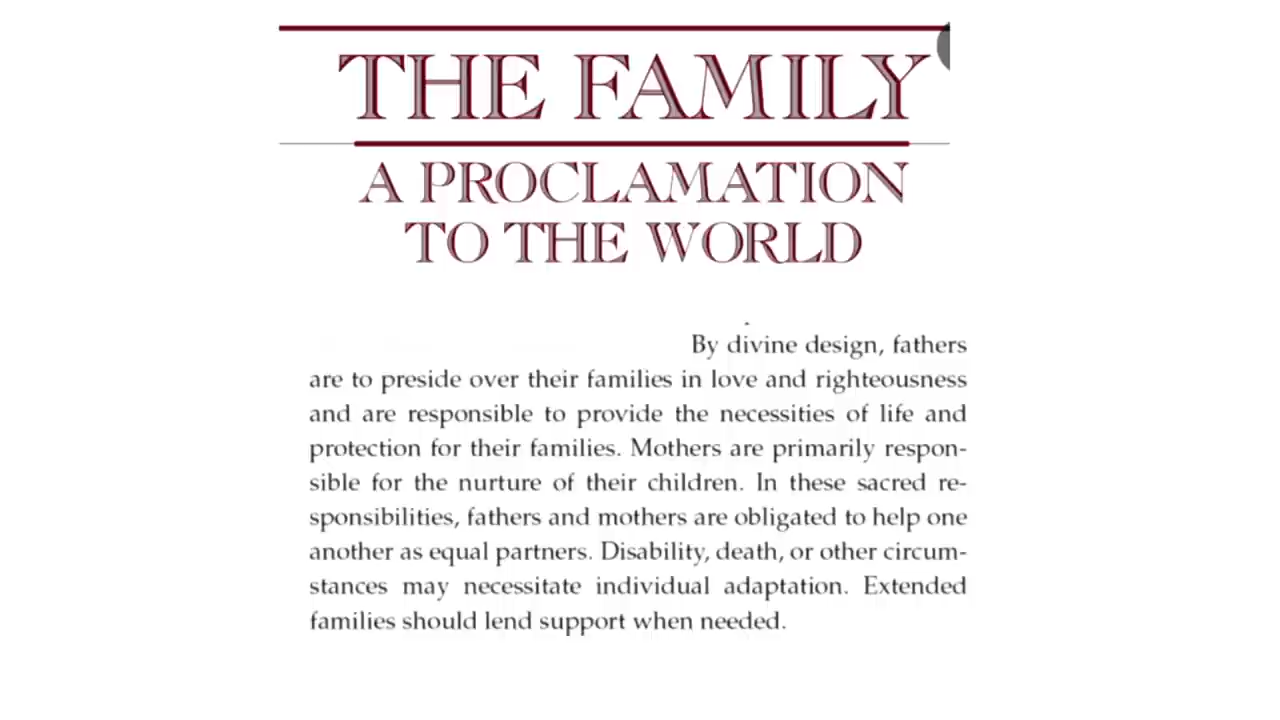 THE FAMILY
A PROCLAMATION
TO THE WORLD
By divine design, fathers
are to preside over their families in love and righteousness
and are responsible to provide the necessities of life and
protection for their families. Mothers are primarily respon-
sible for the nurture of their children. In these sacred re-
sponsibilities, fathers and mothers are obligated to help one
another as equal partners. Disability, death, or other circum-
stances may necessitate individual adaptation. Extended
families should lend support when needed.